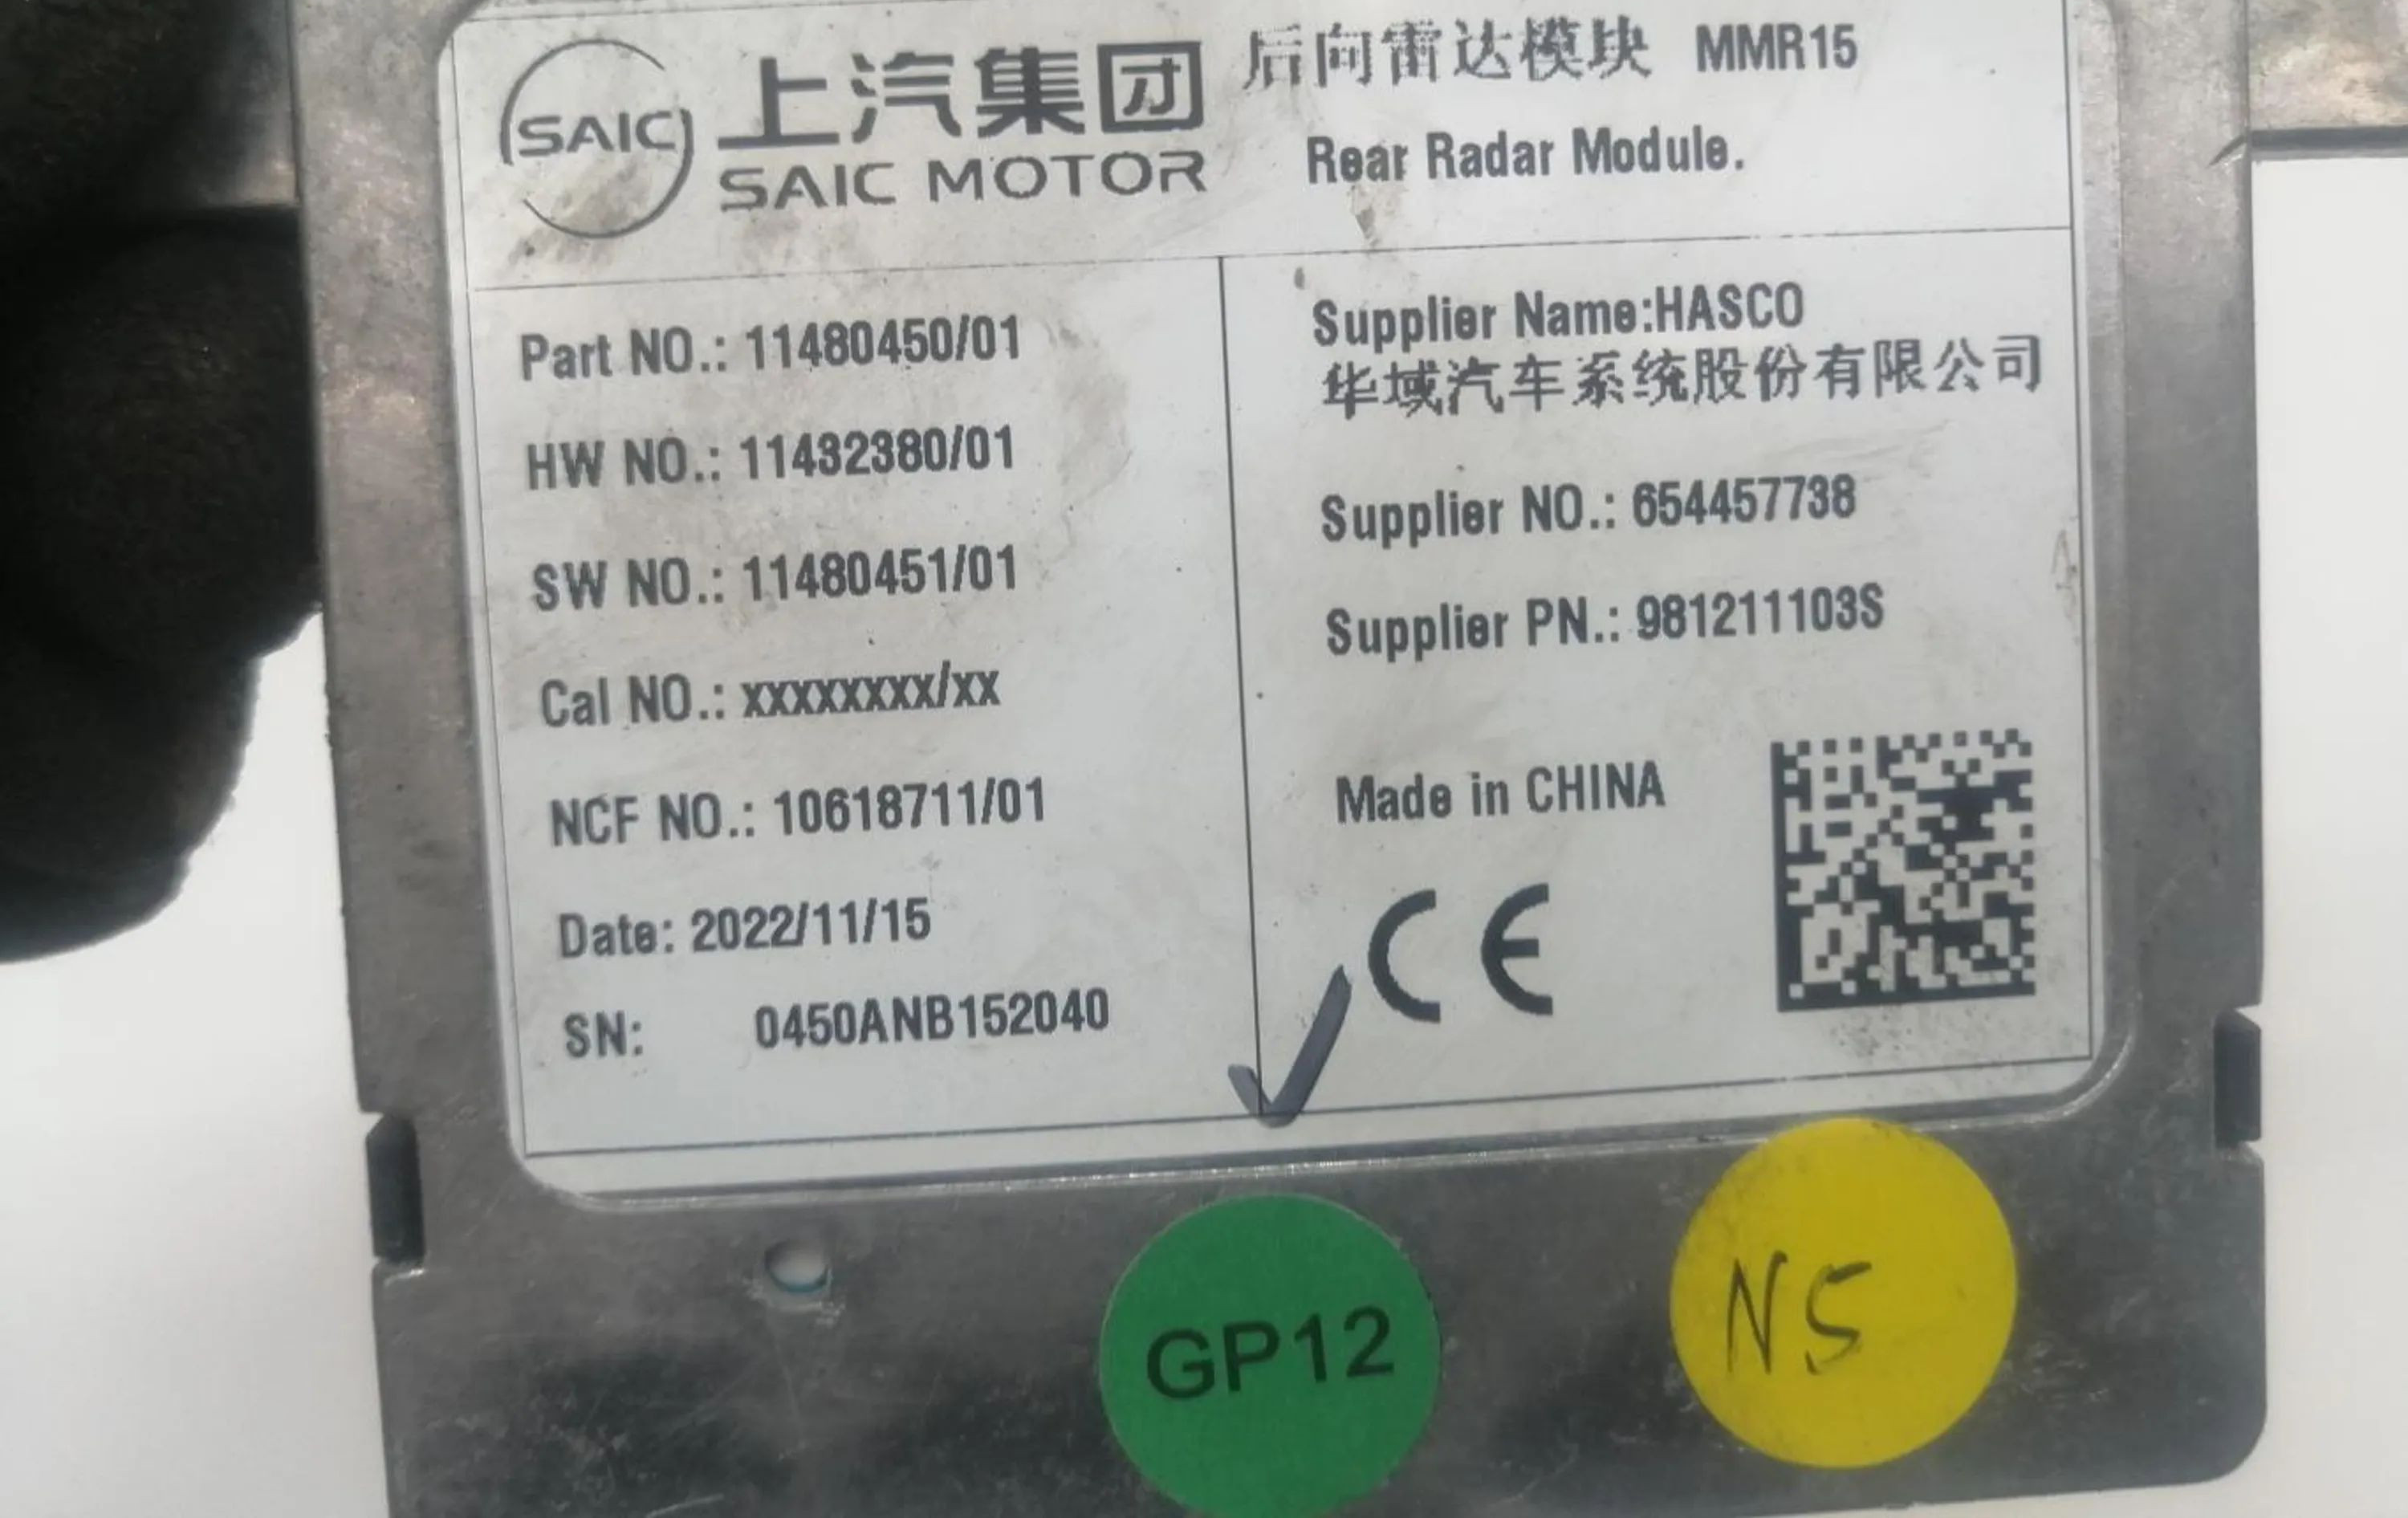 SAIC
上汽集团
SAIC MOTOR
后向雷达模块 MMR15
Rear Radar Module.
Part NO.: 11480450/01
HW NO.: 11432380/01
SW NO.: 11480451/01
Cal NO.: xxxxxxxx/xx
NCF NO.: 10618711/01
Date: 2022/11/15
SN: 0450ANB152040
Supplier Name:HASCO
华域汽车系统股份有限公司
Supplier NO.: 654457738
Supplier PN.: 981211103S
Made in CHINA
CE
GP12
NS